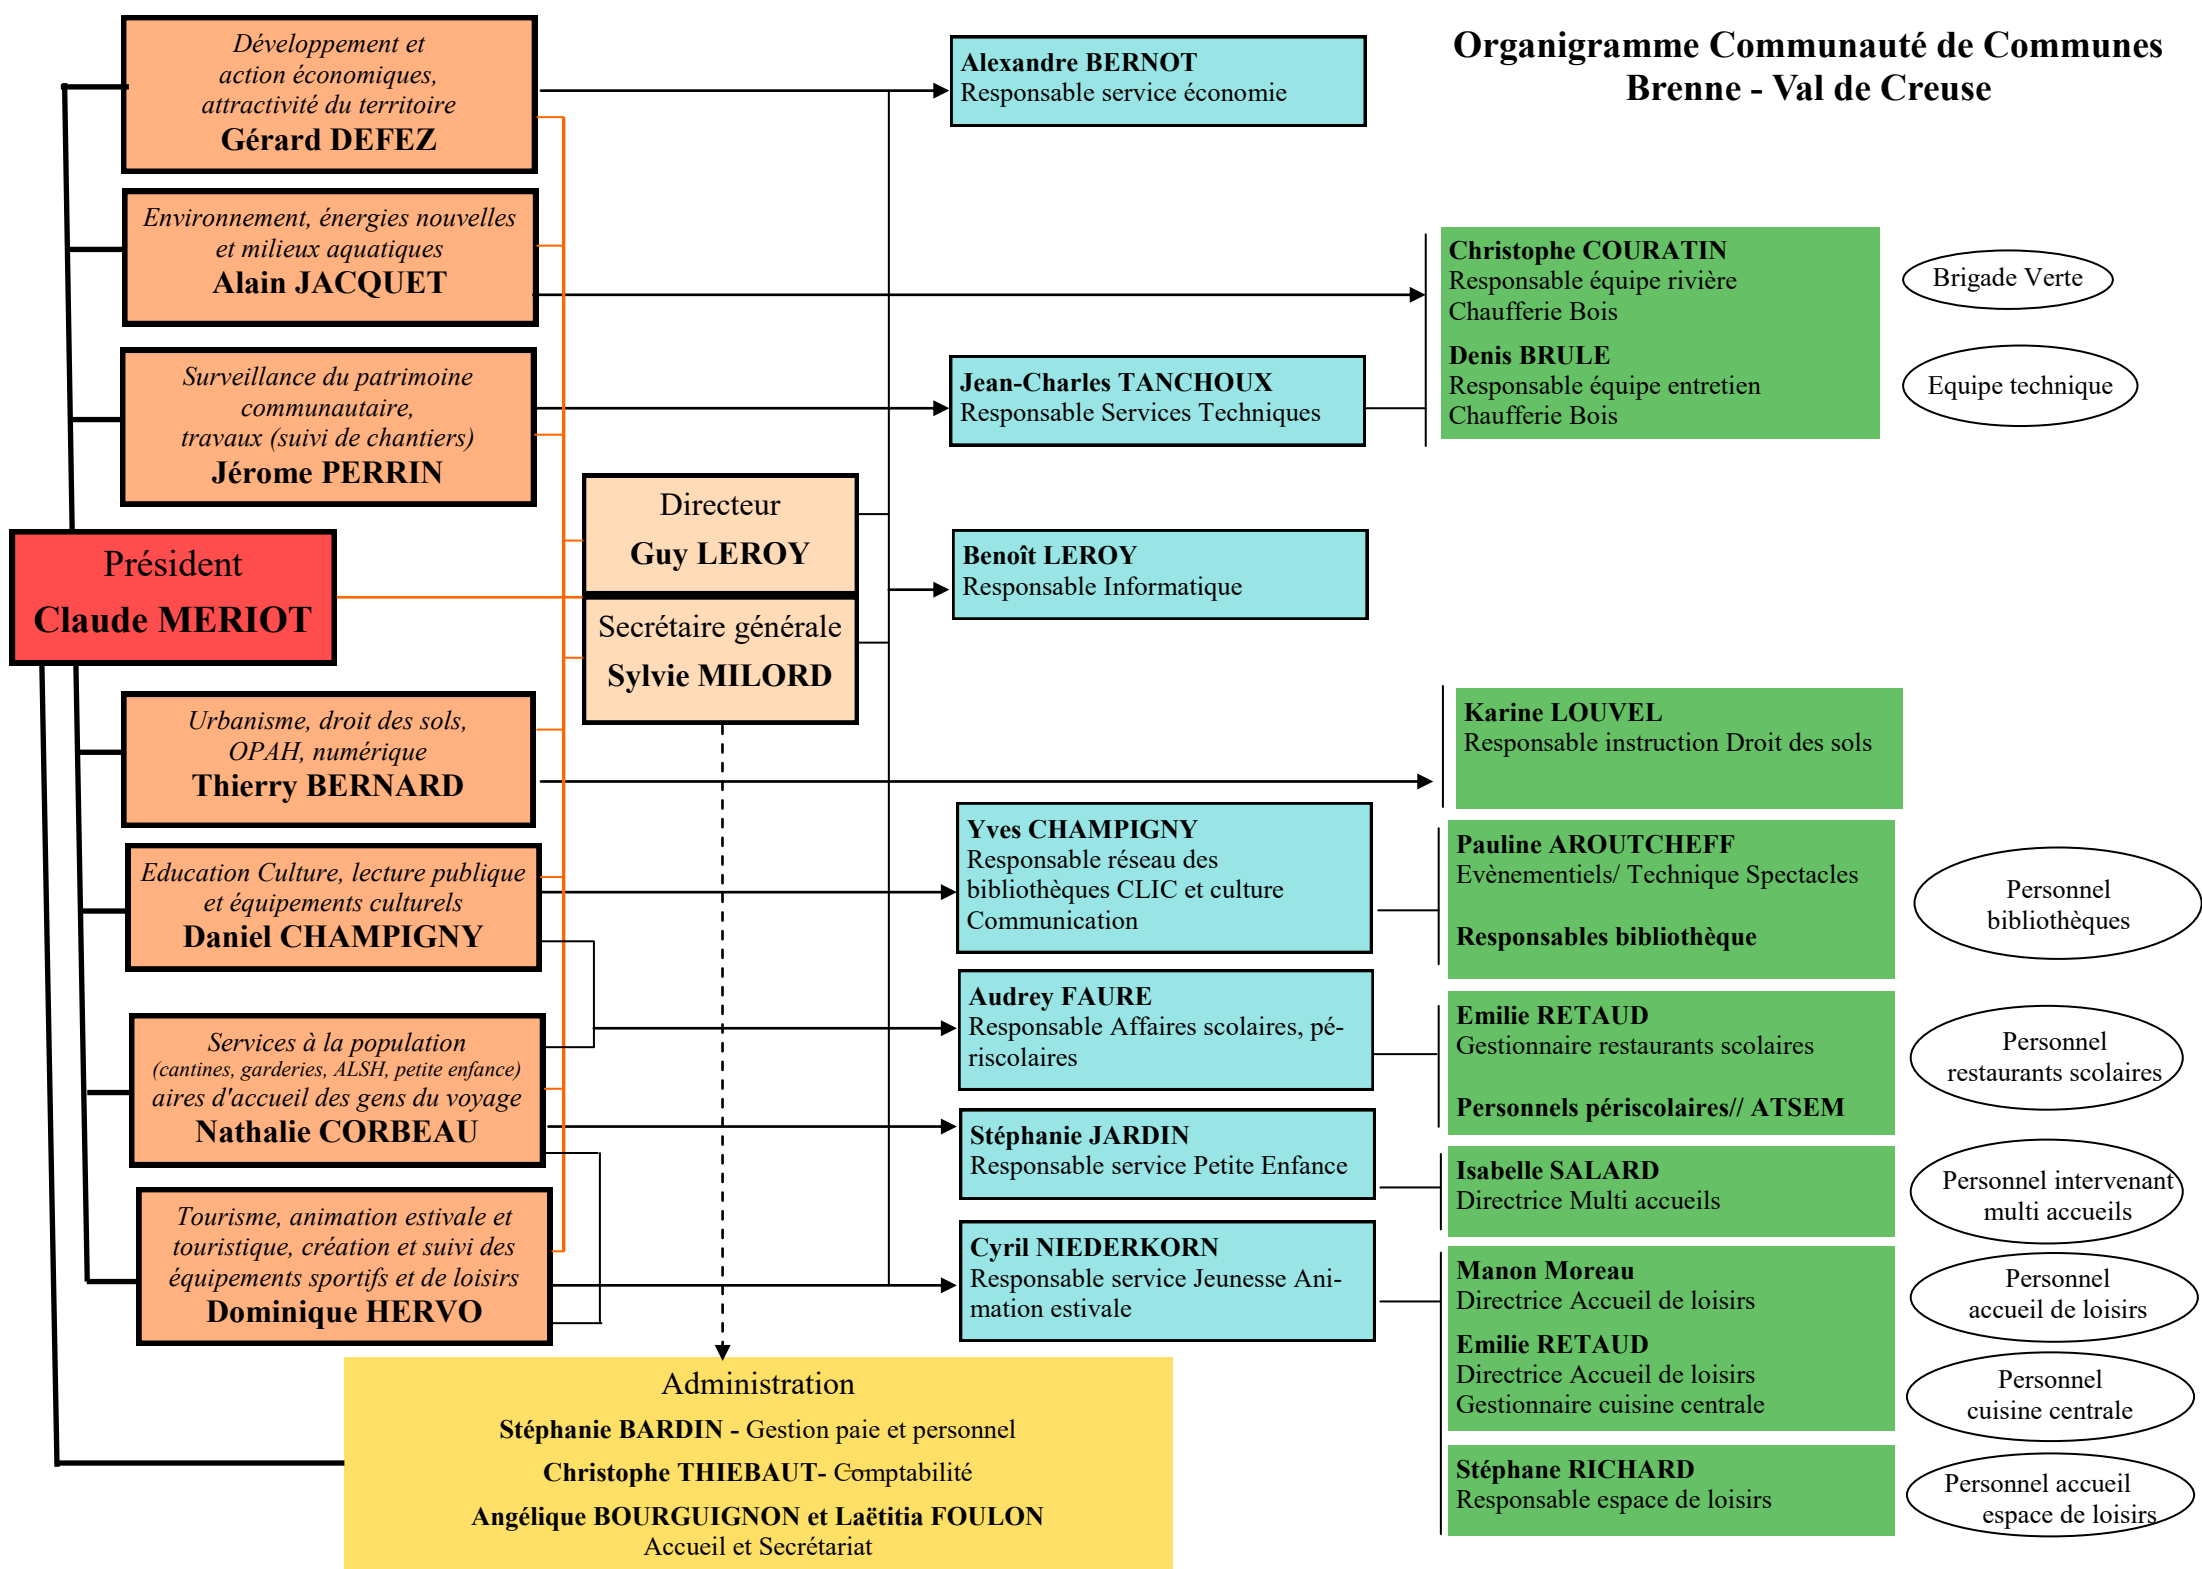 Organigramme Communauté de Communes
Brenne - Val de Creuse
Développement et
action économiques,
attractivité du territoire
Gérard DEFEZ
Environnement, énergies nouvelles
et milieux aquatiques
Alain JACQUET
Surveillance du patrimoine
communautaire,
travaux (suivi de chantiers)
Jérome PERRIN
Président
Claude MERIOT
Urbanisme, droit des sols,
OPAH, numérique
Thierry BERNARD
Education Culture, lecture publique
et équipements culturels
Daniel CHAMPIGNY
Services à la population
(cantines, garderies, ALSH, petite enfance)
aires d'accueil des gens du voyage
Nathalie CORBEAU
Tourisme, animation estivale et
touristique, création et suivi des
équipements sportifs et de loisirs
Dominique HERVO
Directeur
Guy LEROY
Secrétaire générale
Sylvie MILORD
Administration
Stéphanie BARDIN - Gestion paie et personnel
Christophe THIEBAUT- Comptabilité
Angélique BOURGUIGNON et Laëtitia FOULON
Accueil et Secrétariat
Alexandre BERNOT
Responsable service économie
Jean-Charles TANCHOUX
Responsable Services Techniques
Benoît LEROY
Responsable Informatique
Yves CHAMPIGNY
Responsable réseau des
bibliothèques CLIC et culture
Communication
Audrey FAURE
Responsable Affaires scolaires, pé-
riscolaires
Stéphanie JARDIN
Responsable service Petite Enfance
Cyril NIEDERKORN
Responsable service Jeunesse Ani-
mation estivale
Christophe COURATIN
Responsable équipe rivière
Chaufferie Bois
Denis BRULE
Responsable équipe entretien
Chaufferie Bois
Karine LOUVEL
Responsable instruction Droit des sols
Pauline AROUTCHEFF
Evènementiels/ Technique Spectacles
Responsables bibliothèque
Emilie RETAUD
Gestionnaire restaurants scolaires
Personnels périscolaires// ATSEM
Isabelle SALARD
Directrice Multi accueils
Manon Moreau
Directrice Accueil de loisirs
Emilie RETAUD
Directrice Accueil de loisirs
Gestionnaire cuisine centrale
Stéphane RICHARD
Responsable espace de loisirs
Brigade Verte
Equipe technique
Personnel
bibliothèques
Personnel
restaurants scolaires
Personnel intervenant
multi accueils
Personnel
accueil de loisirs
Personnel
cuisine centrale
Personnel accueil
espace de loisirs